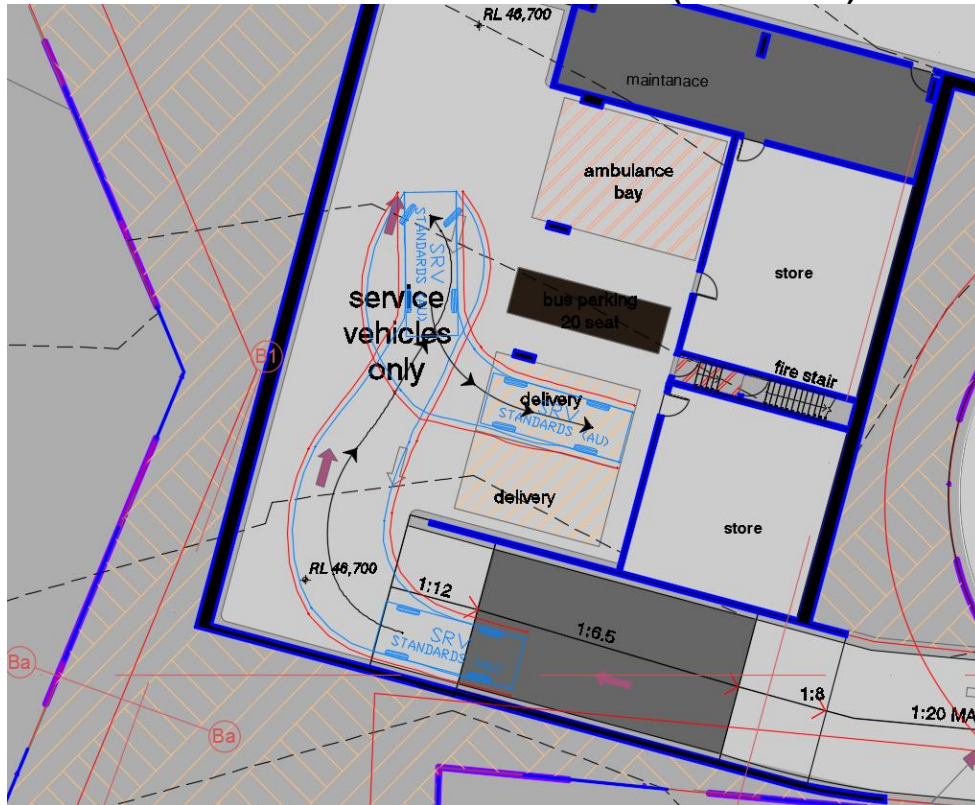 RL 46,700
maintanace
ambulance
bay
STANDARDS (AU)
SRV
store
service
vehicles
only
bus parking
20 seat
B1
fire stair
delivery
SRV
STANDARDS (AU)
delivery
store
RL 46,700
1:12
1:6.5
SRV
STANDARDS
1:8
1:20 MA
Ba
Ba